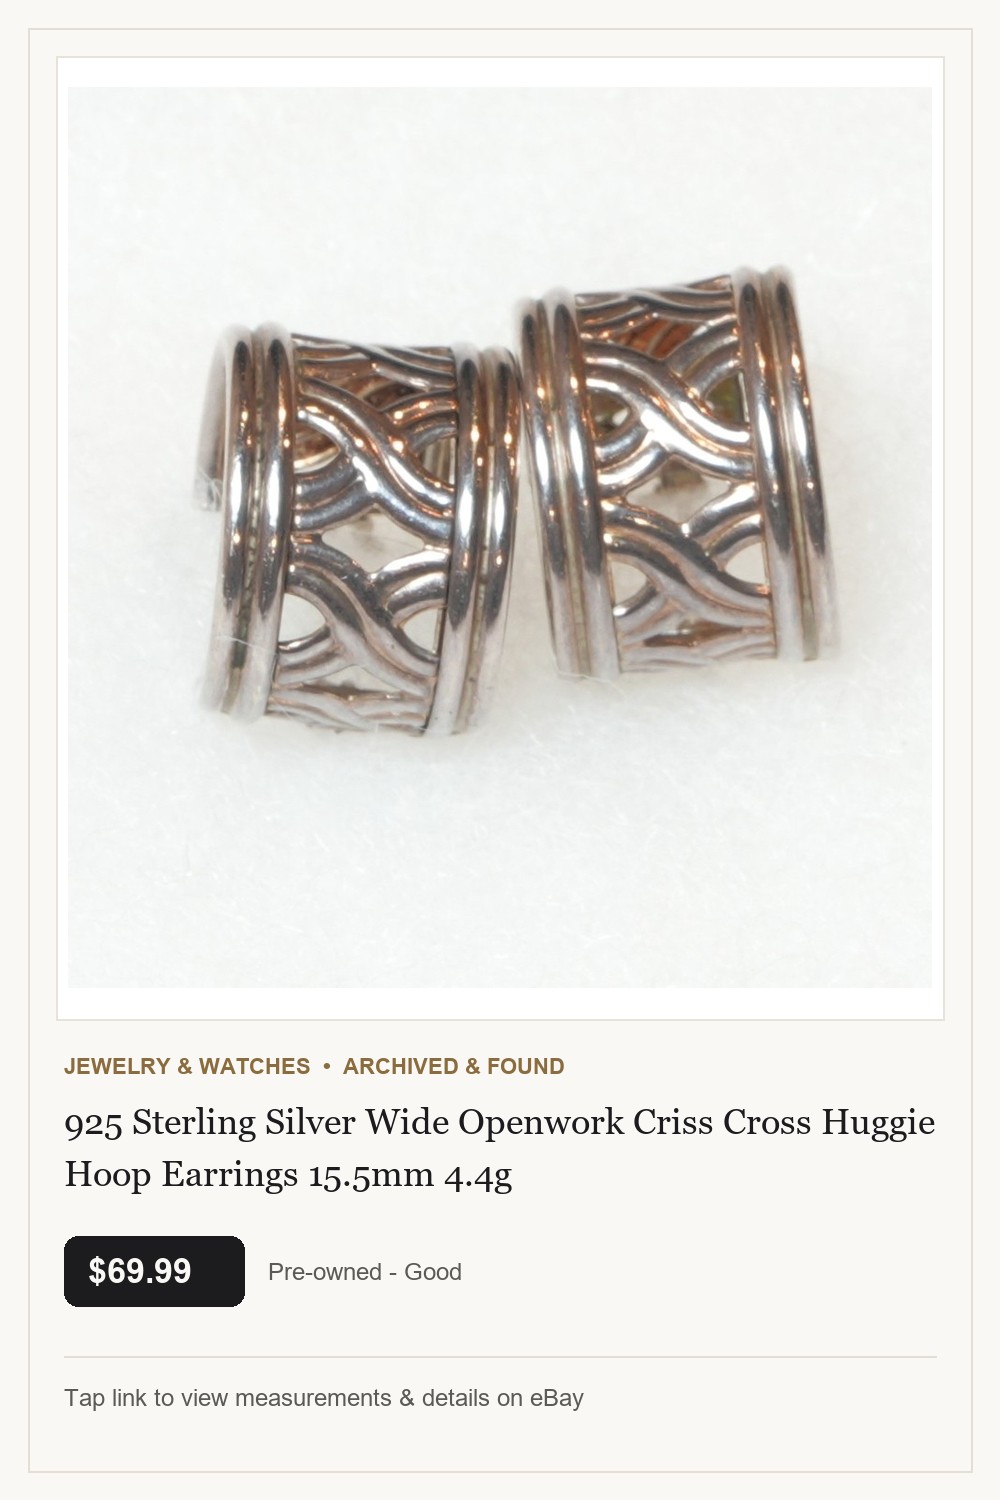 JEWELRY & WATCHES • ARCHIVED & FOUND
925 Sterling Silver Wide Openwork Criss Cross Huggie
Hoop Earrings 15.5mm 4.4g
$69.99
Pre-owned - Good
Tap link to view measurements & details on eBay